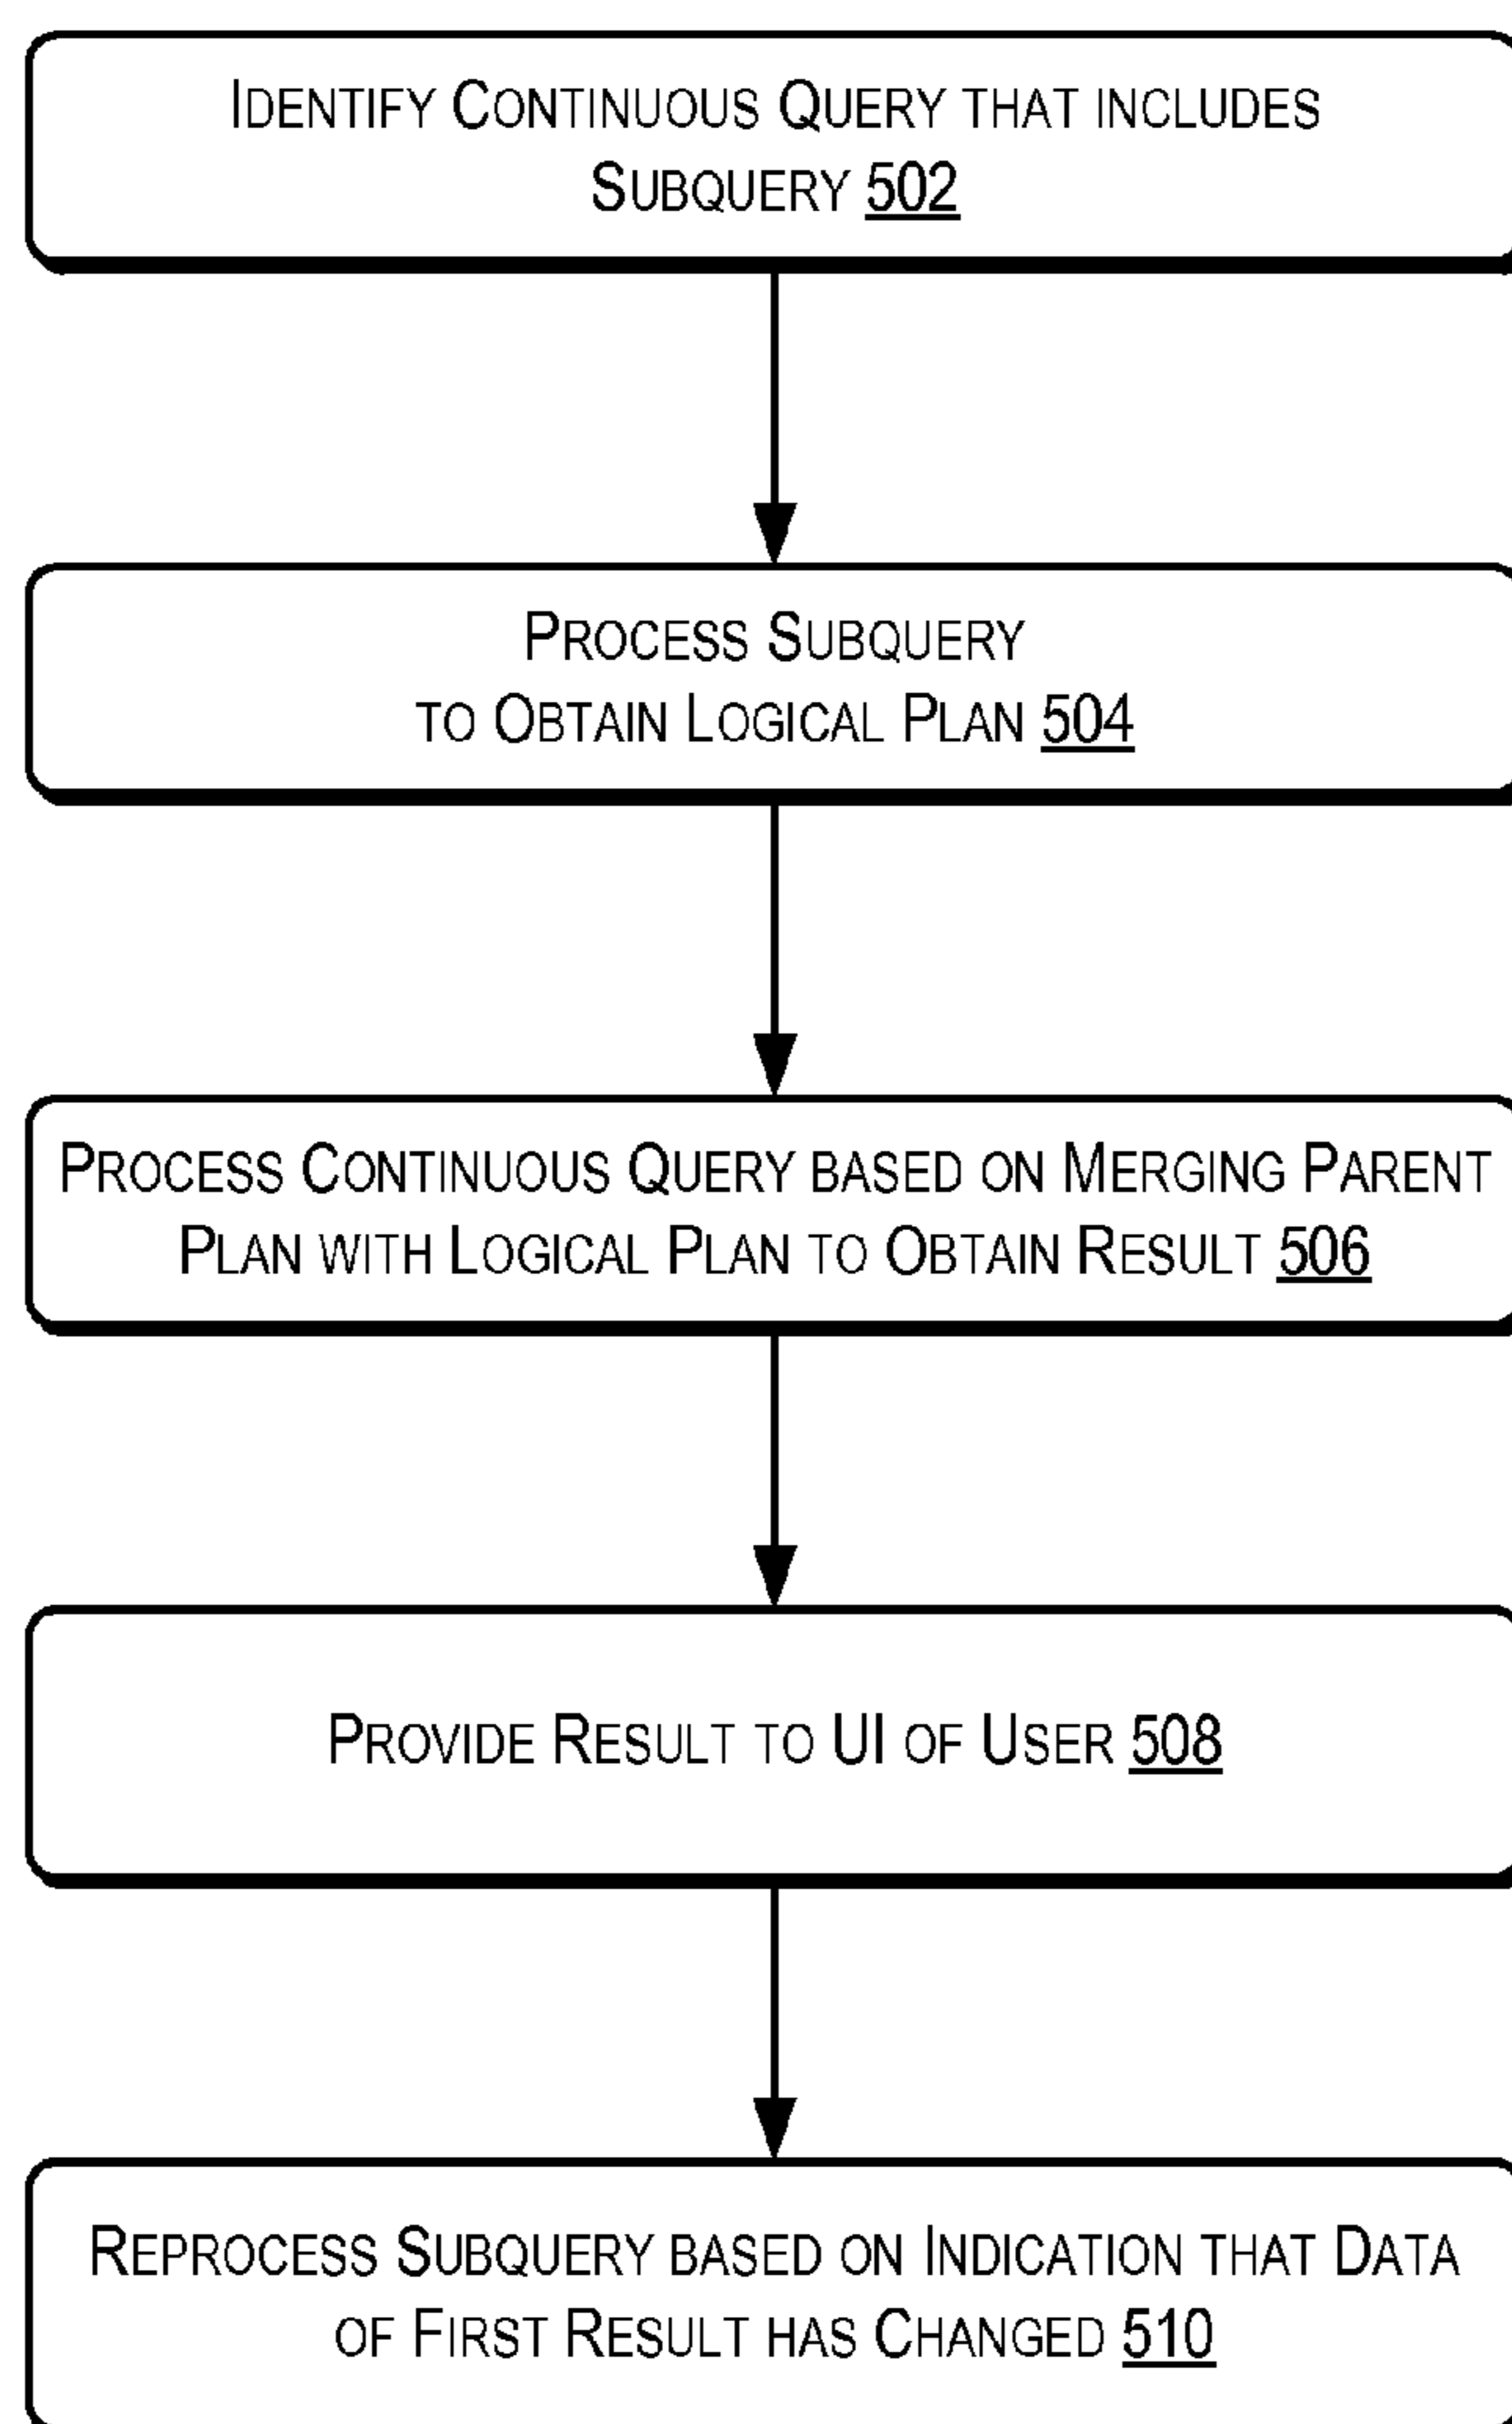 IDENTIFY CONTINUOUS QUERY THAT INCLUDES
SUBQUERY 502
PROCESS SUBQUERY
TO OBTAIN LOGICAL PLAN 504
PROCESS CONTINUOUS QUERY BASED ON MERGING PARENT
PLAN WITH LOGICAL PLAN TO OBTAIN RESULT 506
PROVIDE RESULT TO UI OF USER 508
REPROCESS SUBQUERY BASED ON INDICATION THAT DATA
OF FIRST RESULT HAS CHANGED 510